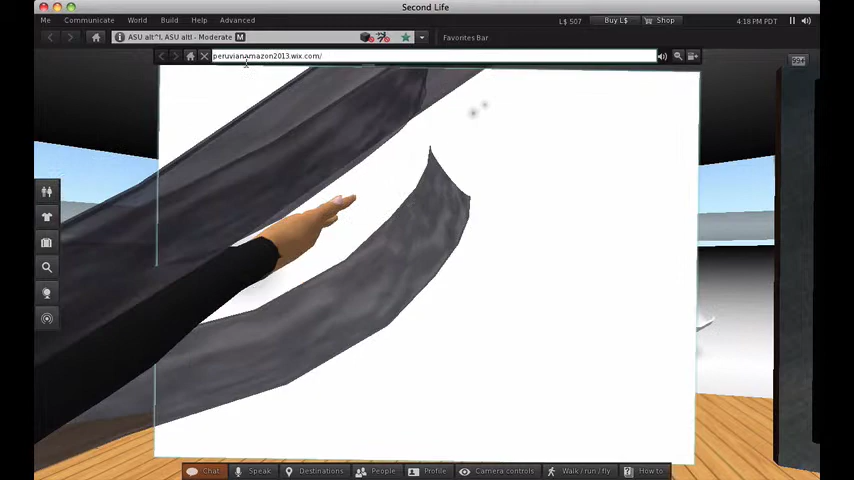 Second Life
Me Communicate World Build Help Advanced
L$ 507 Buy L$ Shop 4:18 PM PDT
ASU alt^I, ASU altI - Moderate M
Favorites Bar
peruvianamazon2013.wix.com/
Chat Speak Destinations People Profile Camera controls Walk / run / fly How to